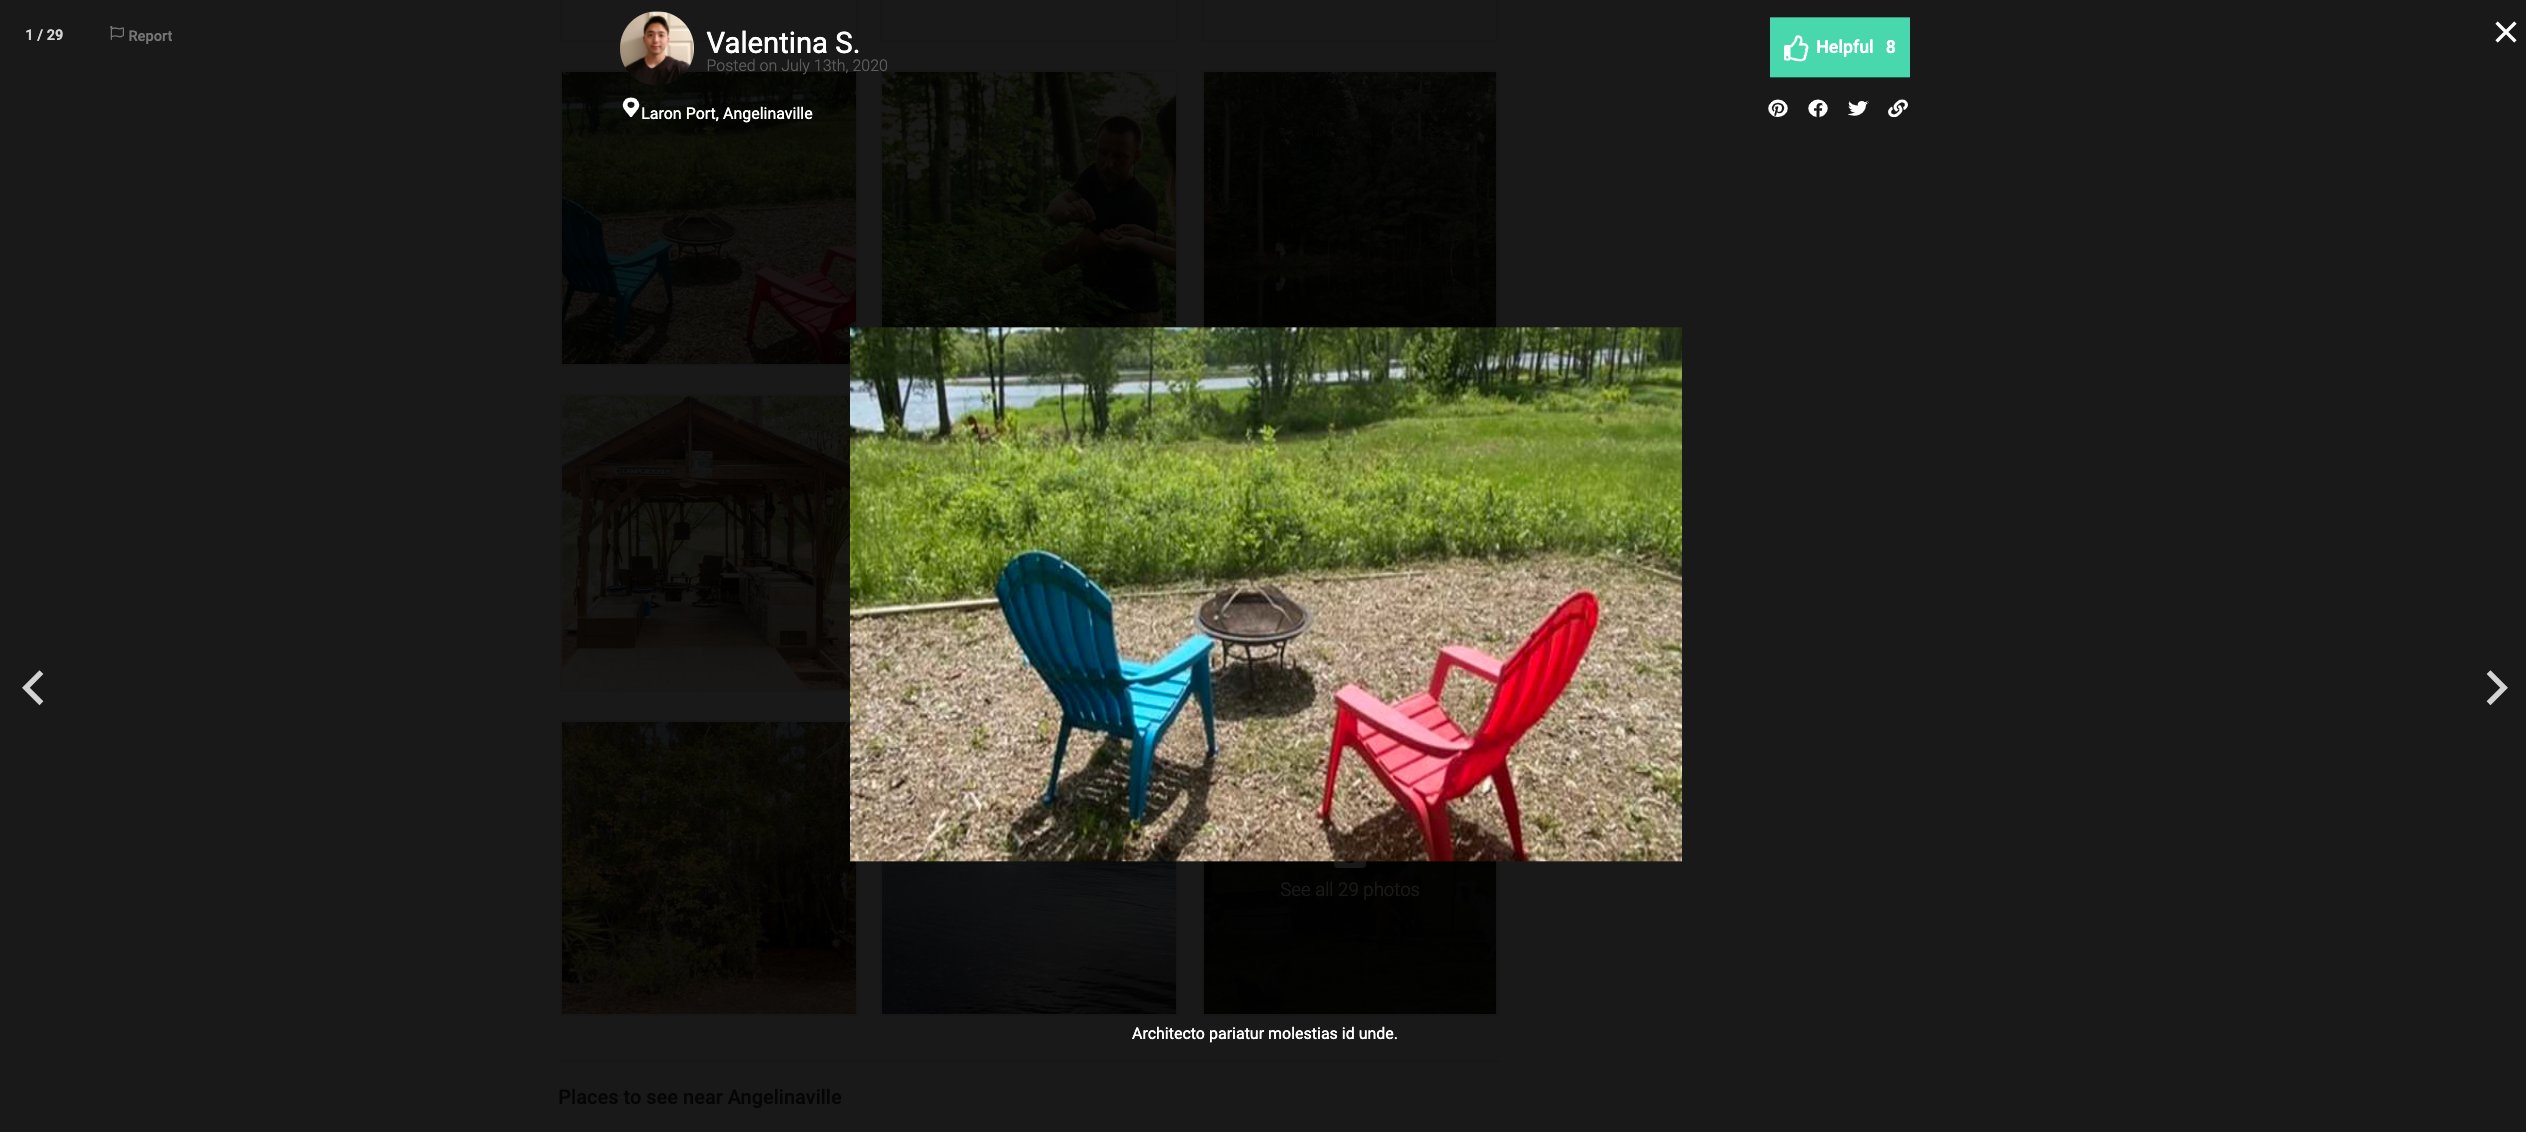 1 / 29
Report
Valentina S.
Posted on July 13th, 2020
Laron Port, Angelinaville
Helpful 8
See all 29 photos
Architecto pariatur molestias id unde.
Places to see near Angelinaville